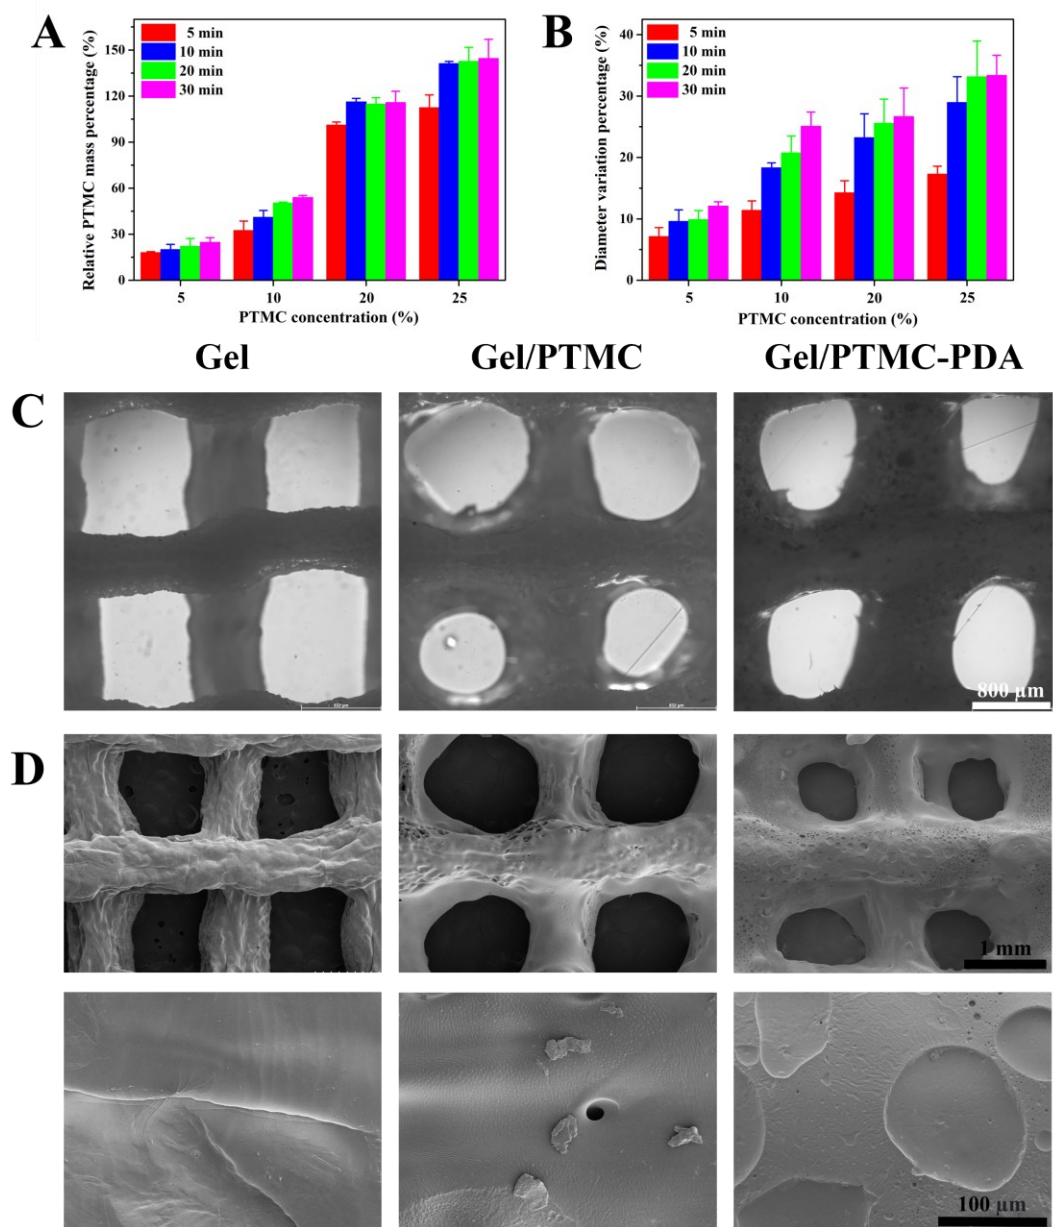 A
Relative PTMC mass percentage (%)
150
120
90
60
30
0
5 min
10 min
20 min
30 min
5
10
20
25
PTMC concentration (%)
B
Diameter variation percentage (%)
40
30
20
10
0
5 min
10 min
20 min
30 min
5
10
20
25
PTMC concentration (%)
Gel
Gel/PTMC
Gel/PTMC-PDA
C
800 μm
D
1 mm
100 μm